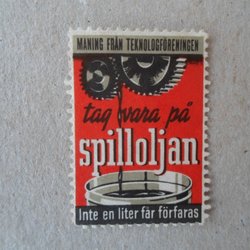 MANING FRÅN TEKNOLOGFÖRENINGEN
tag vara på
spilloljan
Inte en liter får förfaras